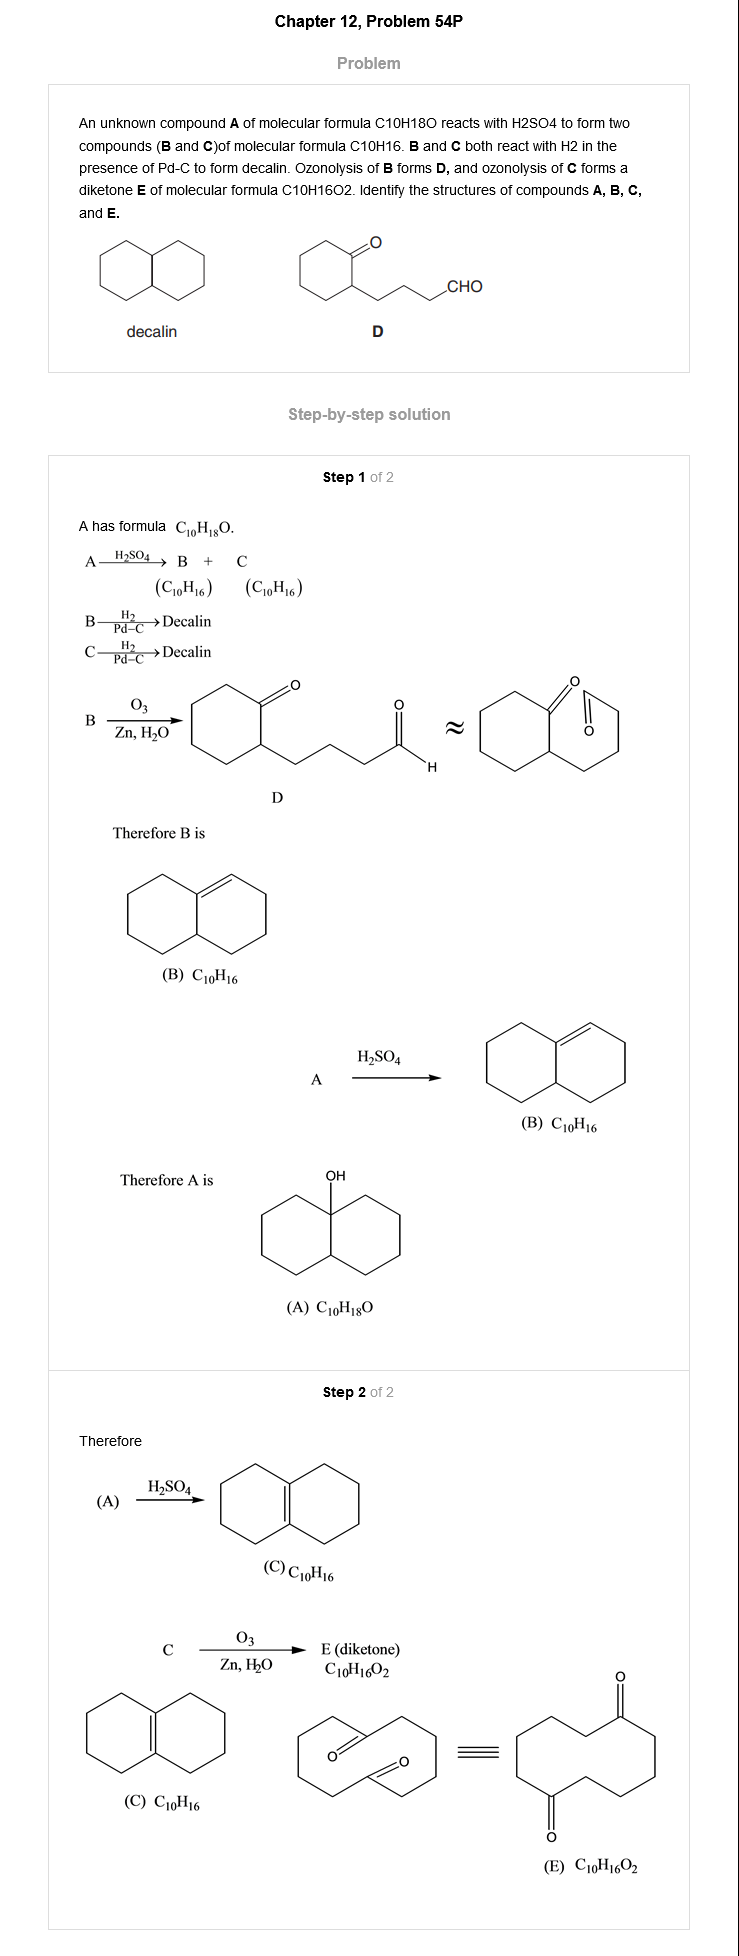 Chapter 12, Problem 54P
Problem
An unknown compound A of molecular formula C10H18O reacts with H2SO4 to form two
compounds (B and C)of molecular formula C10H16. B and C both react with H2 in the
presence of Pd-C to form decalin. Ozonolysis of B forms D, and ozonolysis of C forms a
diketone E of molecular formula C10H16O2. Identify the structures of compounds A, B, C,
and E.
O
CHO
decalin D
Step-by-step solution
Step 1 of 2
A has formula C₁₀H₁₈O.
A H₂SO₄ → B + C
(C₁₀H₁₆) (C₁₀H₁₆)
B H₂ Pd–C → Decalin
C H₂ Pd–C → Decalin
B O₃ Zn, H₂O
O
O
H
≈
O
O
D
Therefore B is
(B) C₁₀H₁₆
A H₂SO₄
(B) C₁₀H₁₆
Therefore A is
OH
(A) C₁₀H₁₈O
Step 2 of 2
Therefore
(A) H₂SO₄
(C) C₁₀H₁₆
C O₃ Zn, H₂O E (diketone)
C₁₀H₁₆O₂
O
O
O
O
(C) C₁₀H₁₆
(E) C₁₀H₁₆O₂